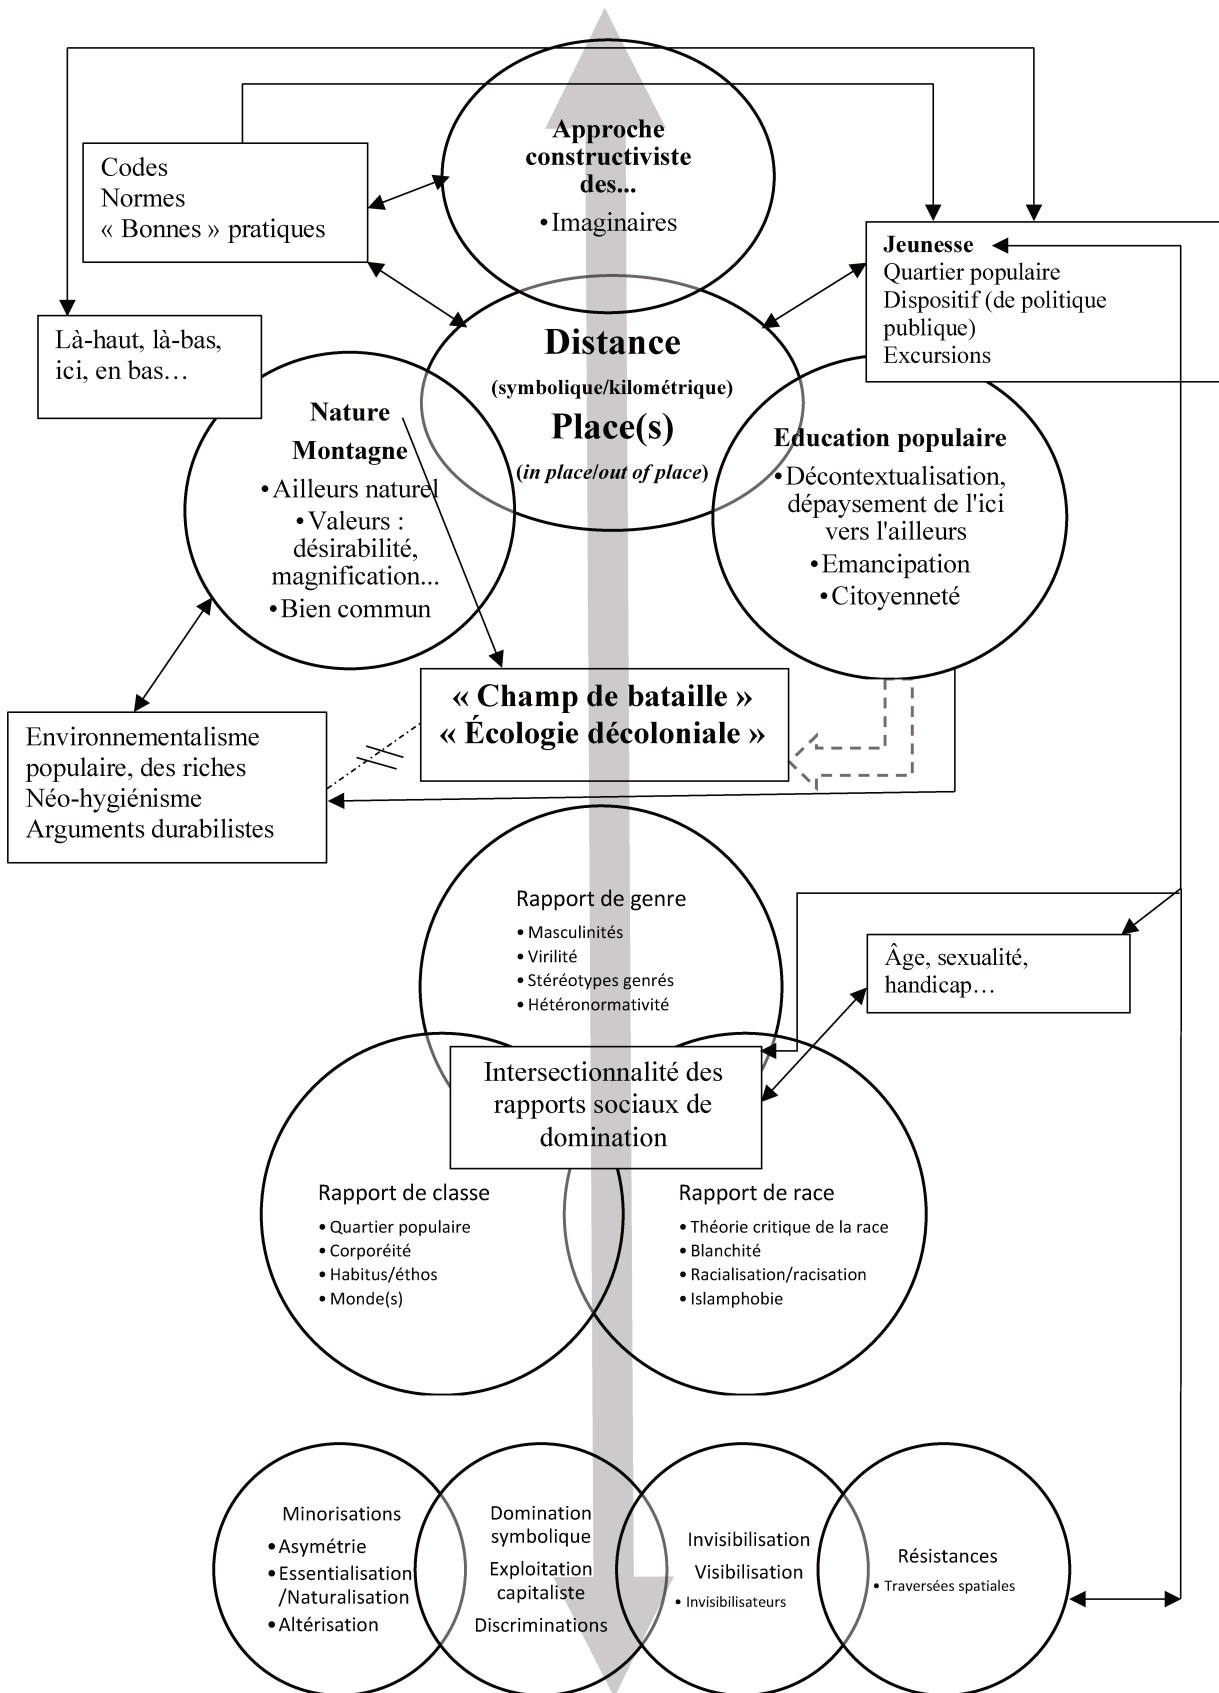 Approche
constructiviste
des...
•Imaginaires
Codes
Normes
« Bonnes » pratiques
Jeunesse
Quartier populaire
Dispositif (de politique
publique)
Excursions
Là-haut, là-bas,
ici, en bas…
Distance
(symbolique/kilométrique)
Place(s)
(in place/out of place)
Nature
Montagne
•Ailleurs naturel
•Valeurs :
désirabilité,
magnification...
•Bien commun
Education populaire
•Décontextualisation,
dépaysement de l'ici
vers l'ailleurs
•Emancipation
•Citoyenneté
« Champ de bataille »
« Écologie décoloniale »
Environnementalisme
populaire, des riches
Néo-hygiénisme
Arguments durabilistes
Rapport de genre
• Masculinités
• Virilité
• Stéréotypes genrés
• Hétéronormativité
Âge, sexualité,
handicap…
Intersectionnalité des
rapports sociaux de
domination
Rapport de classe
• Quartier populaire
• Corporéité
• Habitus/éthos
• Monde(s)
Rapport de race
• Théorie critique de la race
• Blanchité
• Racialisation/racisation
• Islamphobie
Minorisations
•Asymétrie
•Essentialisation
/Naturalisation
•Altérisation
Domination
symbolique
Exploitation
capitaliste
Discriminations
Invisibilisation
Visibilisation
• Invisibilisateurs
Résistances
• Traversées spatiales